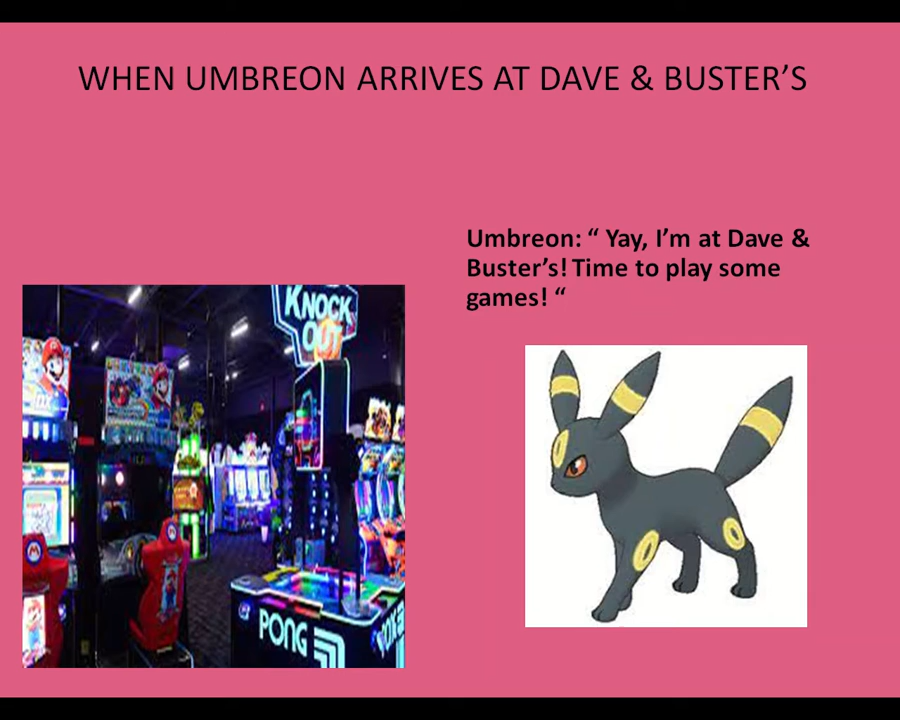 WHEN UMBREON ARRIVES AT DAVE & BUSTER’S
Umbreon: “ Yay, I’m at Dave &
Buster’s! Time to play some
games! “
KNOCK
OUT
PONG